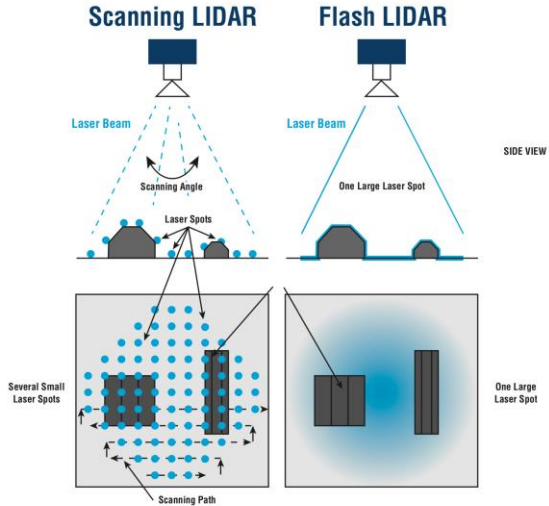 Scanning LIDAR
Flash LIDAR
Laser Beam
Laser Beam
SIDE VIEW
Scanning Angle
One Large Laser Spot
Laser Spots
Several Small
Laser Spots
One Large
Laser Spot
Scanning Path